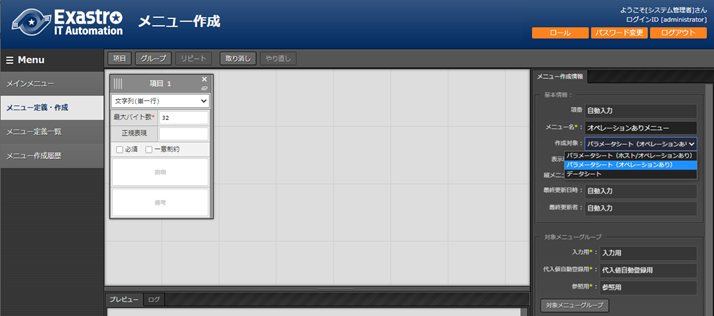 Exastro
IT Automation
メニュー作成
ようこそ[システム管理者]さん
ログインID [administrator]
ロール
パスワード変更
ログアウト
Menu
メインメニュー
メニュー定義・作成
メニュー定義一覧
メニュー作成履歴
項目
グループ
リピート
取り消し
やり直し
項目 1
文字列(単一行)
最大バイト数* 32
正規表現
必須 一意制約
説明
備考
プレビュー
ログ
メニュー作成情報
基本情報：
項番 自動入力
メニュー名*： オペレーションありメニュー
作成対象： パラメータシート（オペレーションあり
パラメータシート（ホスト/オペレーションあり）
表示
パラメータシート（オペレーションあり）
縦メニュ
データシート
最終更新日時： 自動入力
最終更新者： 自動入力
対象メニューグループ
入力用*： 入力用
代入値自動登録用*： 代入値自動登録用
参照用*： 参照用
対象メニューグループ